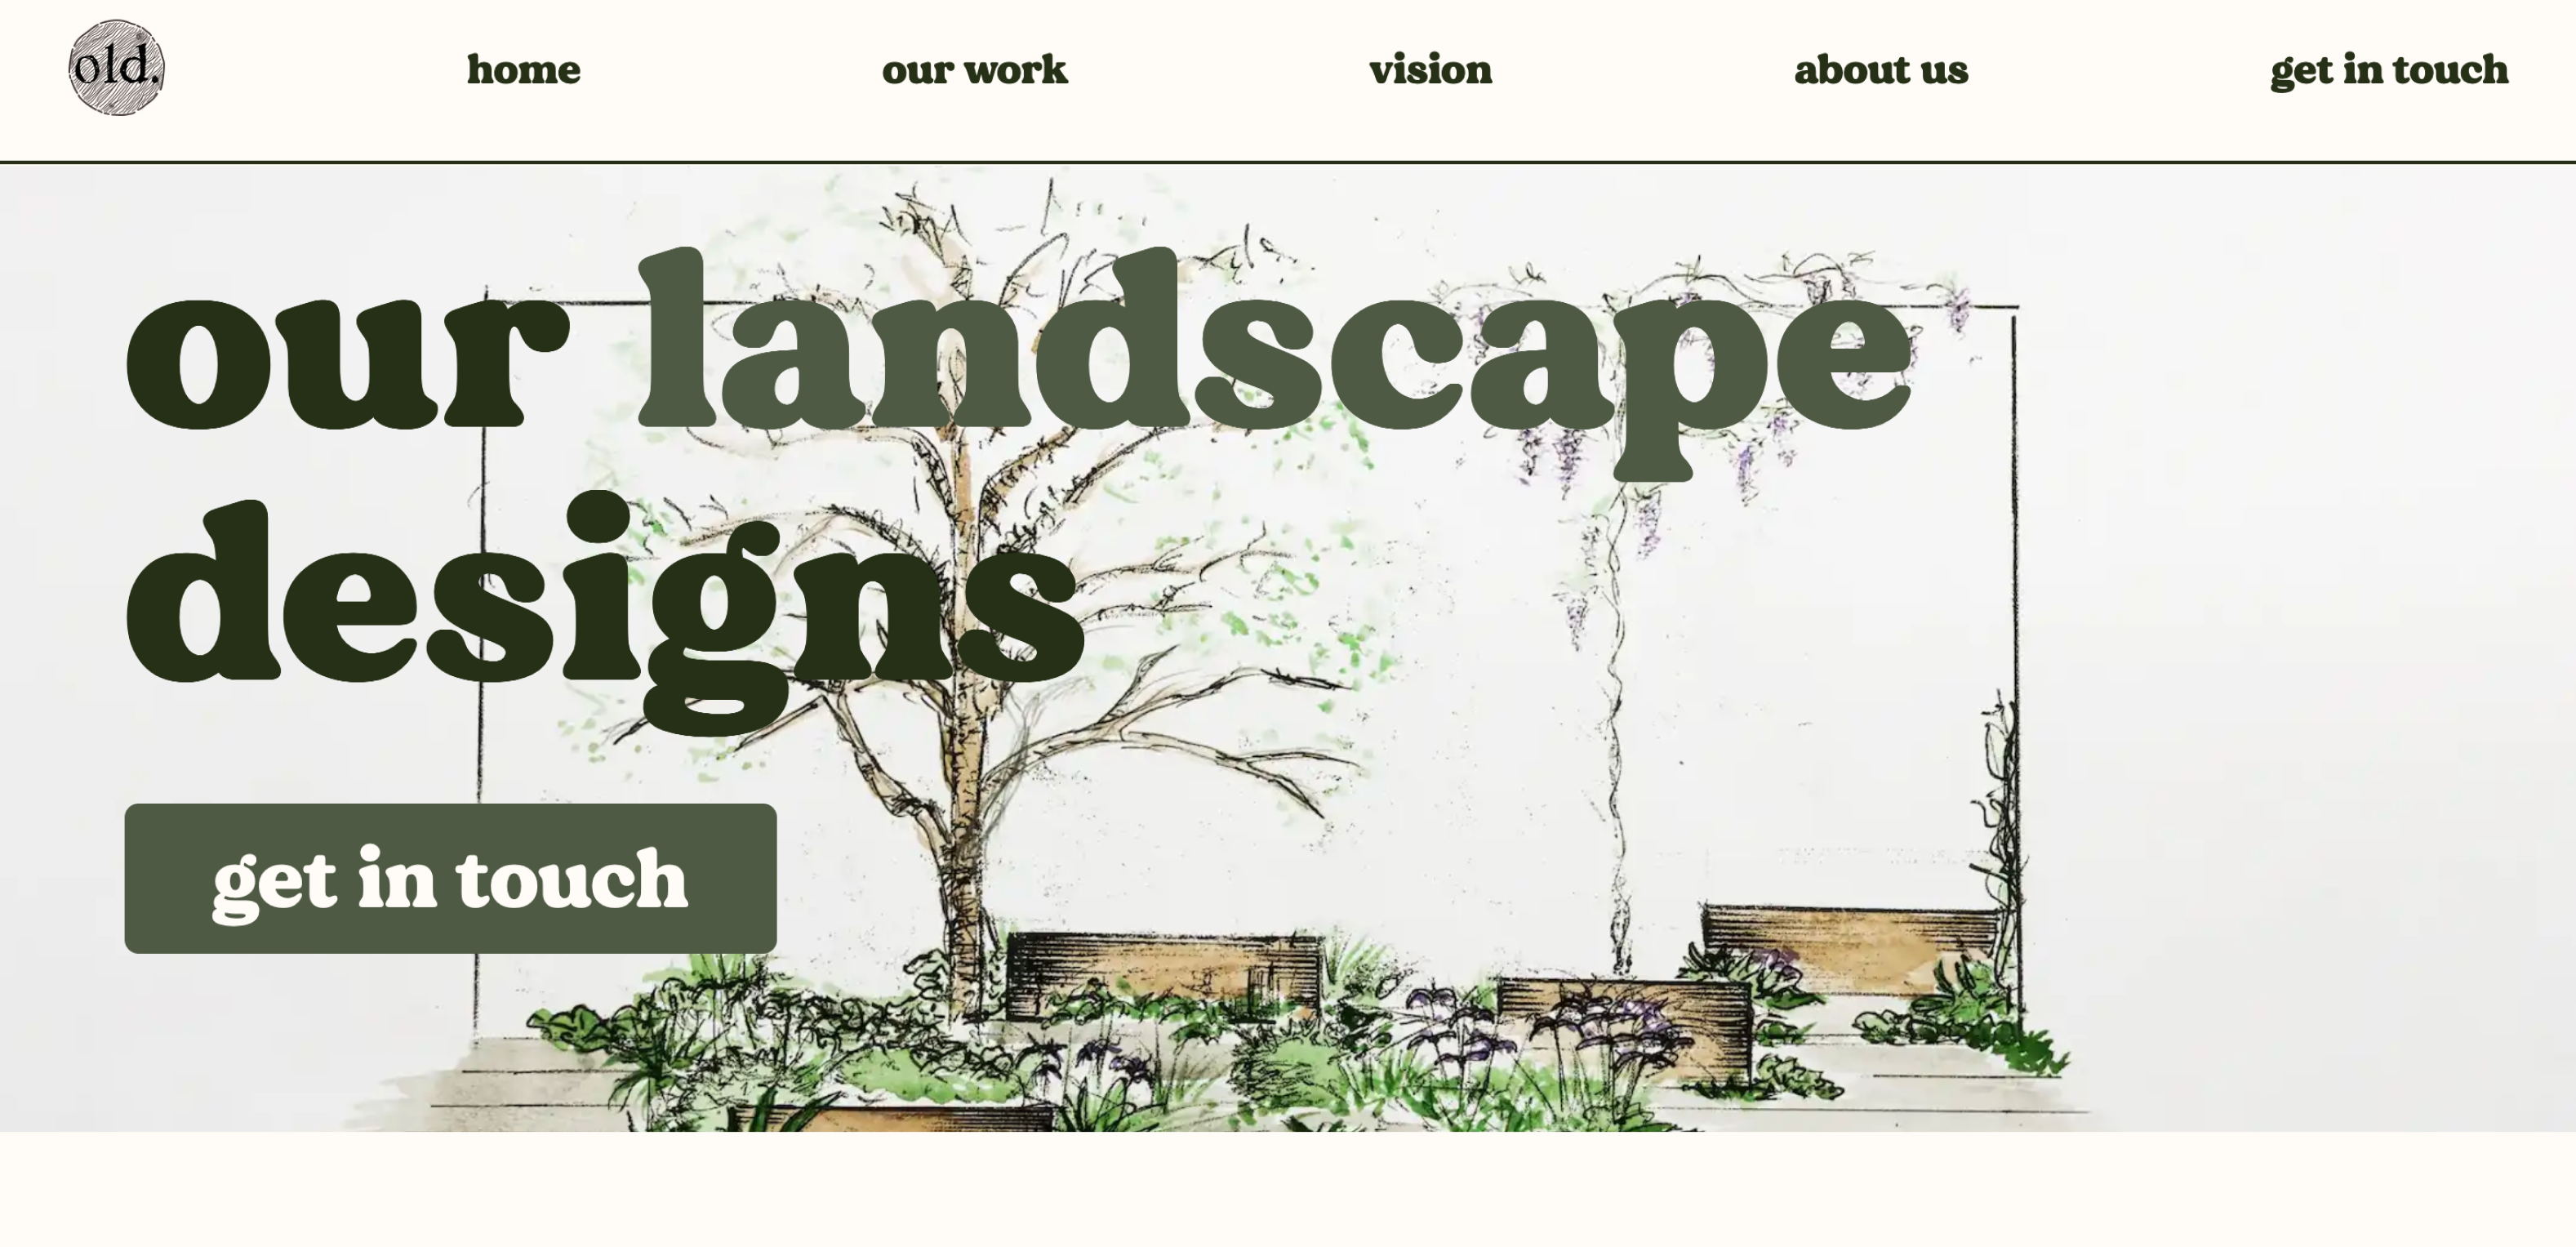 old.
home
our work
vision
about us
get in touch
our landscape
designs
get in touch